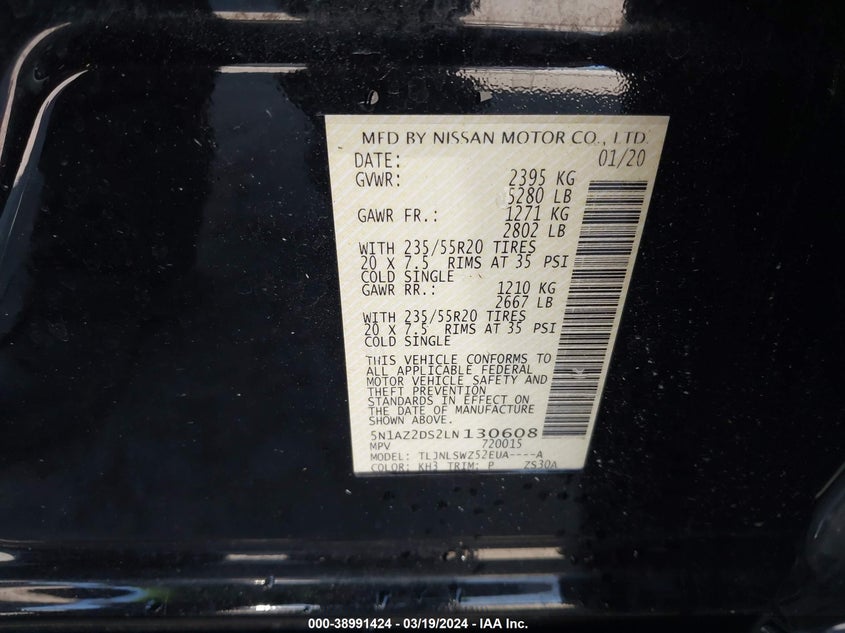 MFD BY NISSAN MOTOR CO., LTD.
DATE: 01/20
GVWR: 2395 KG
5280 LB
GAWR FR.: 1271 KG
2802 LB
WITH 235/55R20 TIRES
20 X 7.5 RIMS AT 35 PSI
COLD SINGLE
GAWR RR.: 1210 KG
2667 LB
WITH 235/55R20 TIRES
20 X 7.5 RIMS AT 35 PSI
COLD SINGLE
THIS VEHICLE CONFORMS TO
ALL APPLICABLE FEDERAL
MOTOR VEHICLE SAFETY AND
THEFT PREVENTION
STANDARDS IN EFFECT ON
THE DATE OF MANUFACTURE
SHOWN ABOVE.
5N1AZ2DS2LN130608
MPV 720015
MODEL: TLJNLSWZ52EUA----A
COLOR: KH3 TRIM: P ZS30A
000-38991424 - 03/19/2024 - IAA Inc.